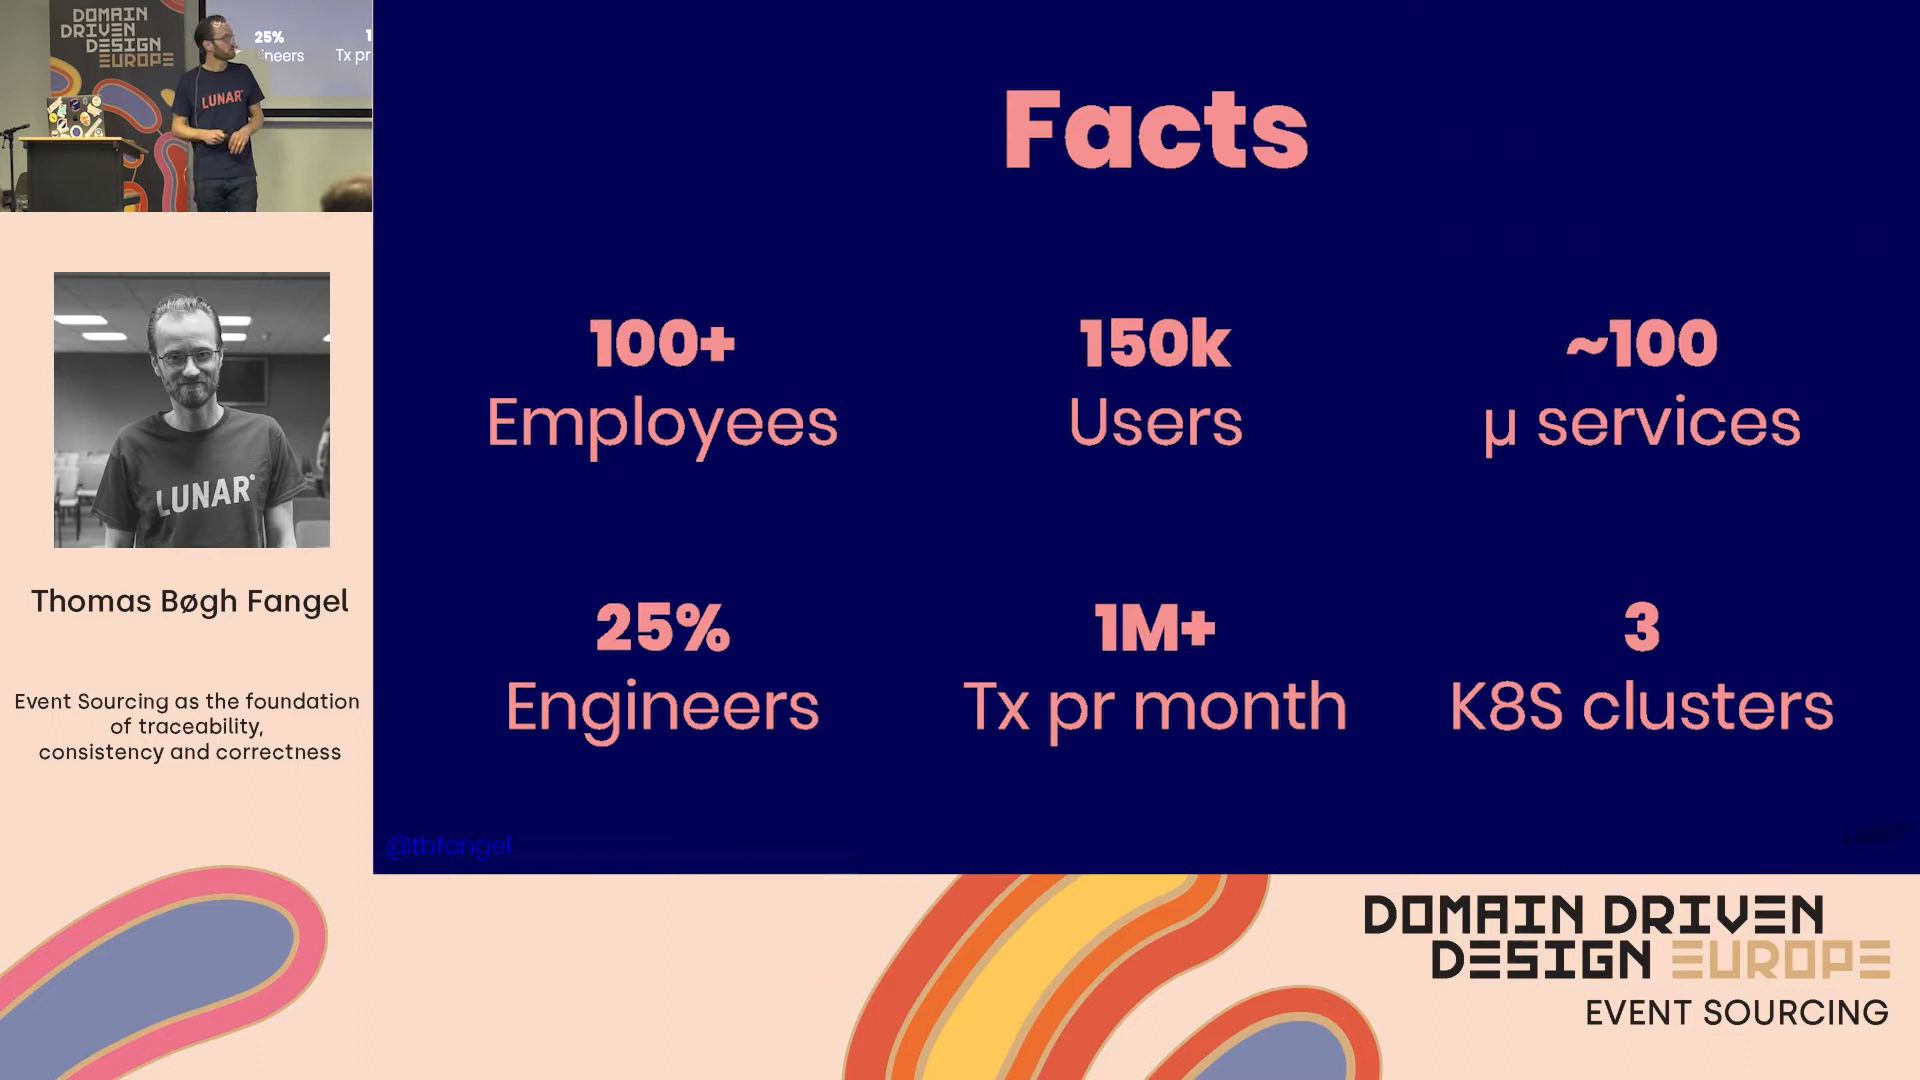 DOMAIN
DRIVEN
DESIGN
EUROPE
25%
Tx pr
LUNAR
LUNAR°
Thomas Bøgh Fangel
Event Sourcing as the foundation
of traceability,
consistency and correctness
Facts
100+
Employees
150k
Users
~100
µ services
25%
Engineers
1M+
Tx pr month
3
K8S clusters
@tbfangel
DOMAIN DRIVEN
DESIGN EUROPE
EVENT SOURCING